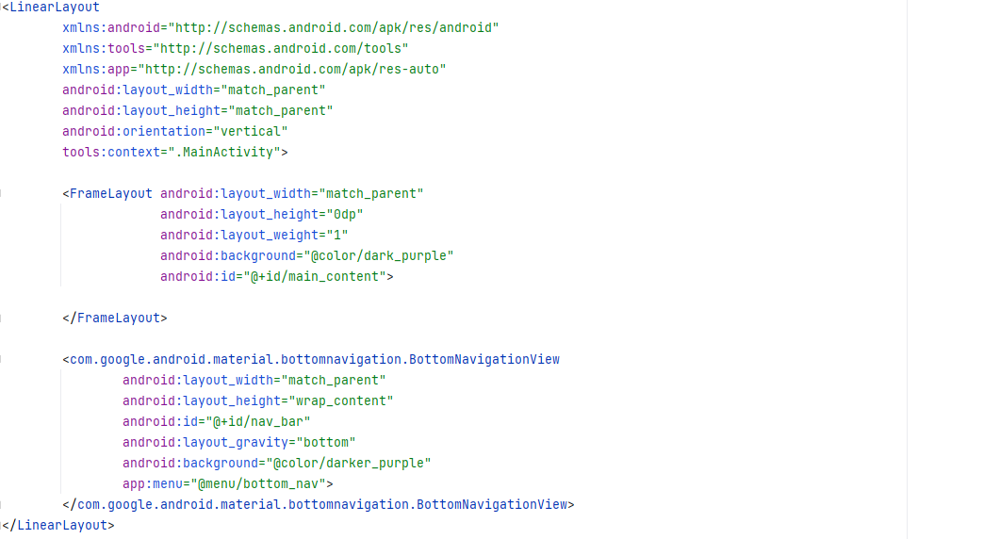 <LinearLayout
        xmlns:android="http://schemas.android.com/apk/res/android"
        xmlns:tools="http://schemas.android.com/tools"
        xmlns:app="http://schemas.android.com/apk/res-auto"
        android:layout_width="match_parent"
        android:layout_height="match_parent"
        android:orientation="vertical"
        tools:context=".MainActivity">

        <FrameLayout android:layout_width="match_parent"
                     android:layout_height="0dp"
                     android:layout_weight="1"
                     android:background="@color/dark_purple"
                     android:id="@+id/main_content">

        </FrameLayout>

        <com.google.android.material.bottomnavigation.BottomNavigationView
                android:layout_width="match_parent"
                android:layout_height="wrap_content"
                android:id="@+id/nav_bar"
                android:layout_gravity="bottom"
                android:background="@color/darker_purple"
                app:menu="@menu/bottom_nav">
        </com.google.android.material.bottomnavigation.BottomNavigationView>
</LinearLayout>